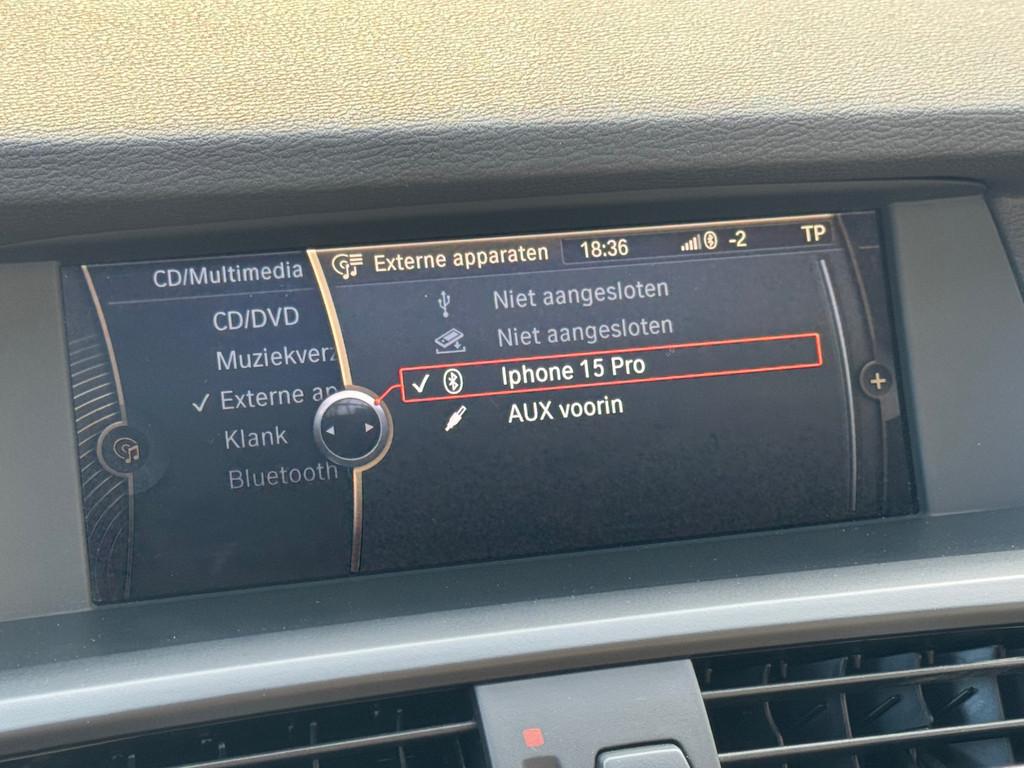 CD/Multimedia
CD/DVD
Externe ap
Klank
Bluetooth
Externe apparaten 18:36 -2 TP
Niet aangesloten
Niet aangesloten
Iphone 15 Pro
AUX voorin